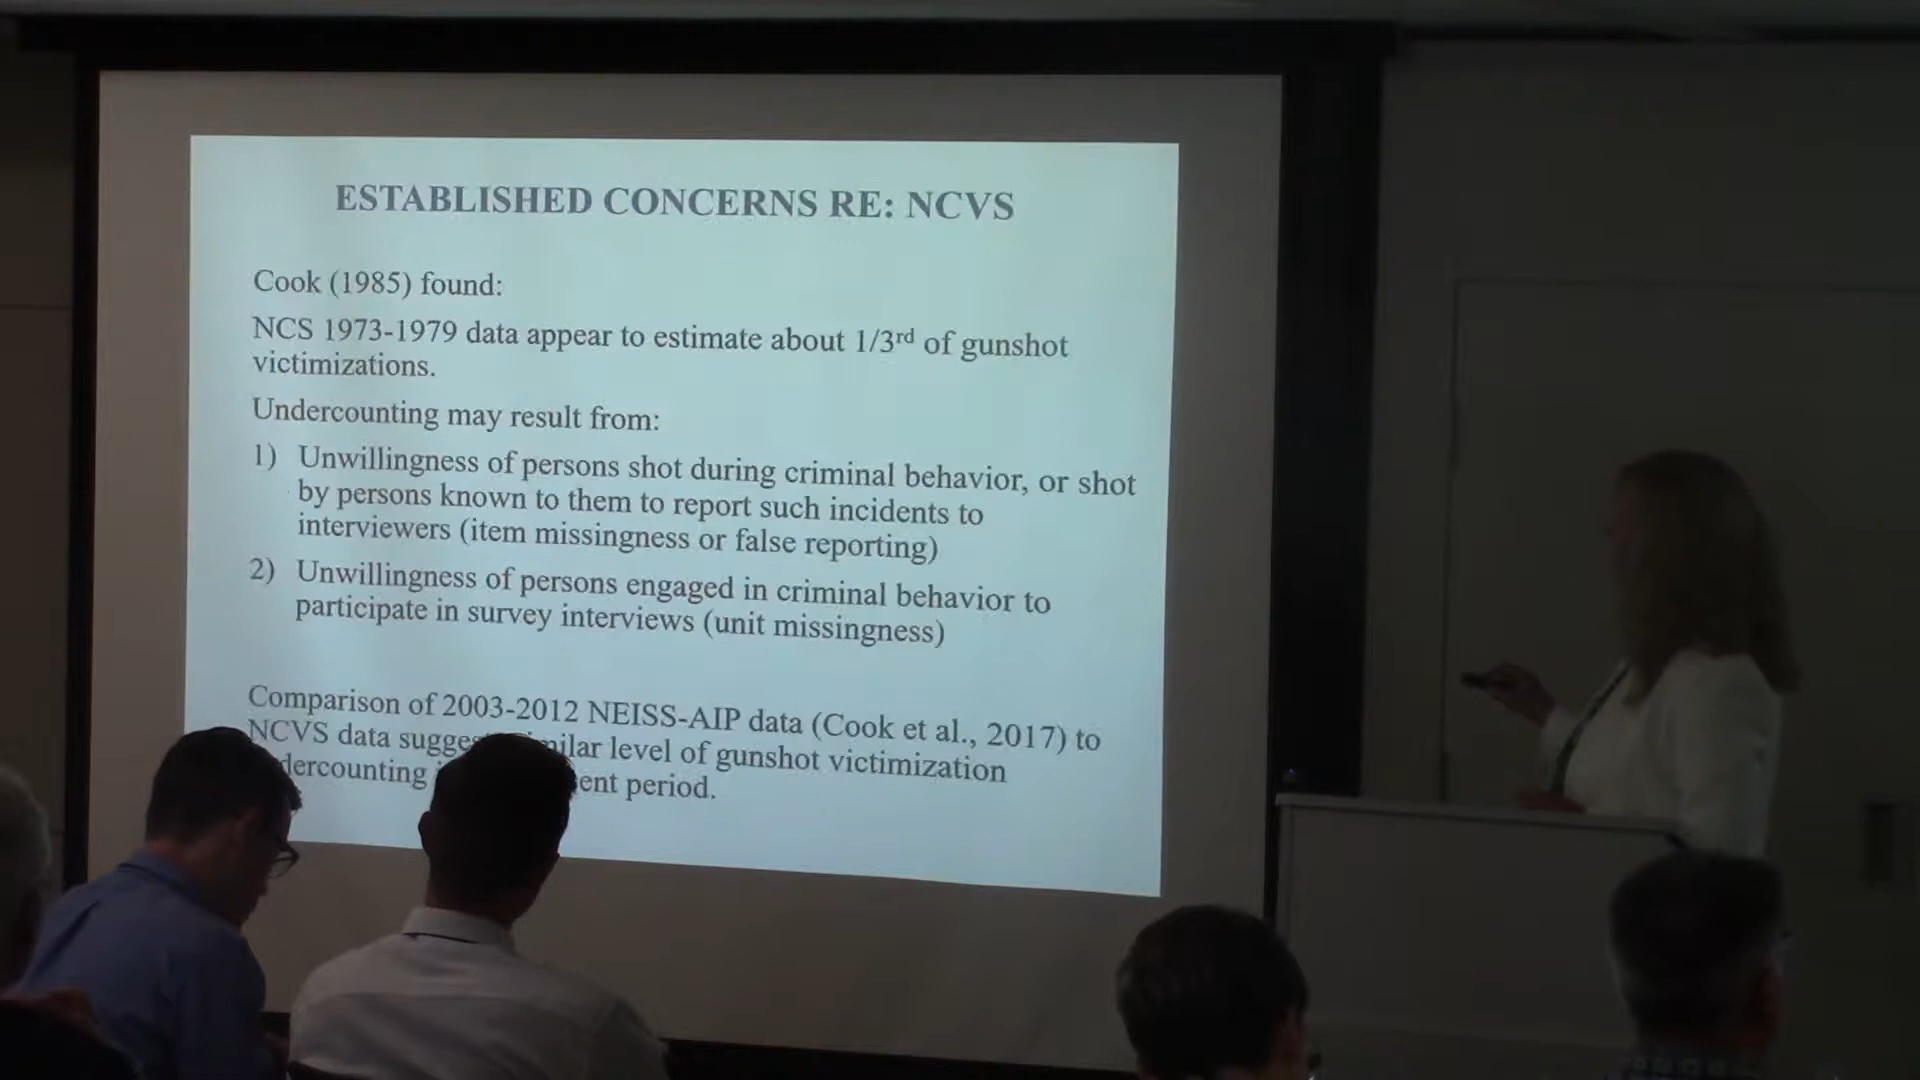 ESTABLISHED CONCERNS RE: NCVS
Cook (1985) found:
NCS 1973-1979 data appear to estimate about 1/3rd of gunshot
victimizations.
Undercounting may result from:
1) Unwillingness of persons shot during criminal behavior, or shot
by persons known to them to report such incidents to
interviewers (item missingness or false reporting)
2) Unwillingness of persons engaged in criminal behavior to
participate in survey interviews (unit missingness)
Comparison of 2003-2012 NEISS-AIP data (Cook et al., 2017) to
NCVS data level of gunshot victimization
period.